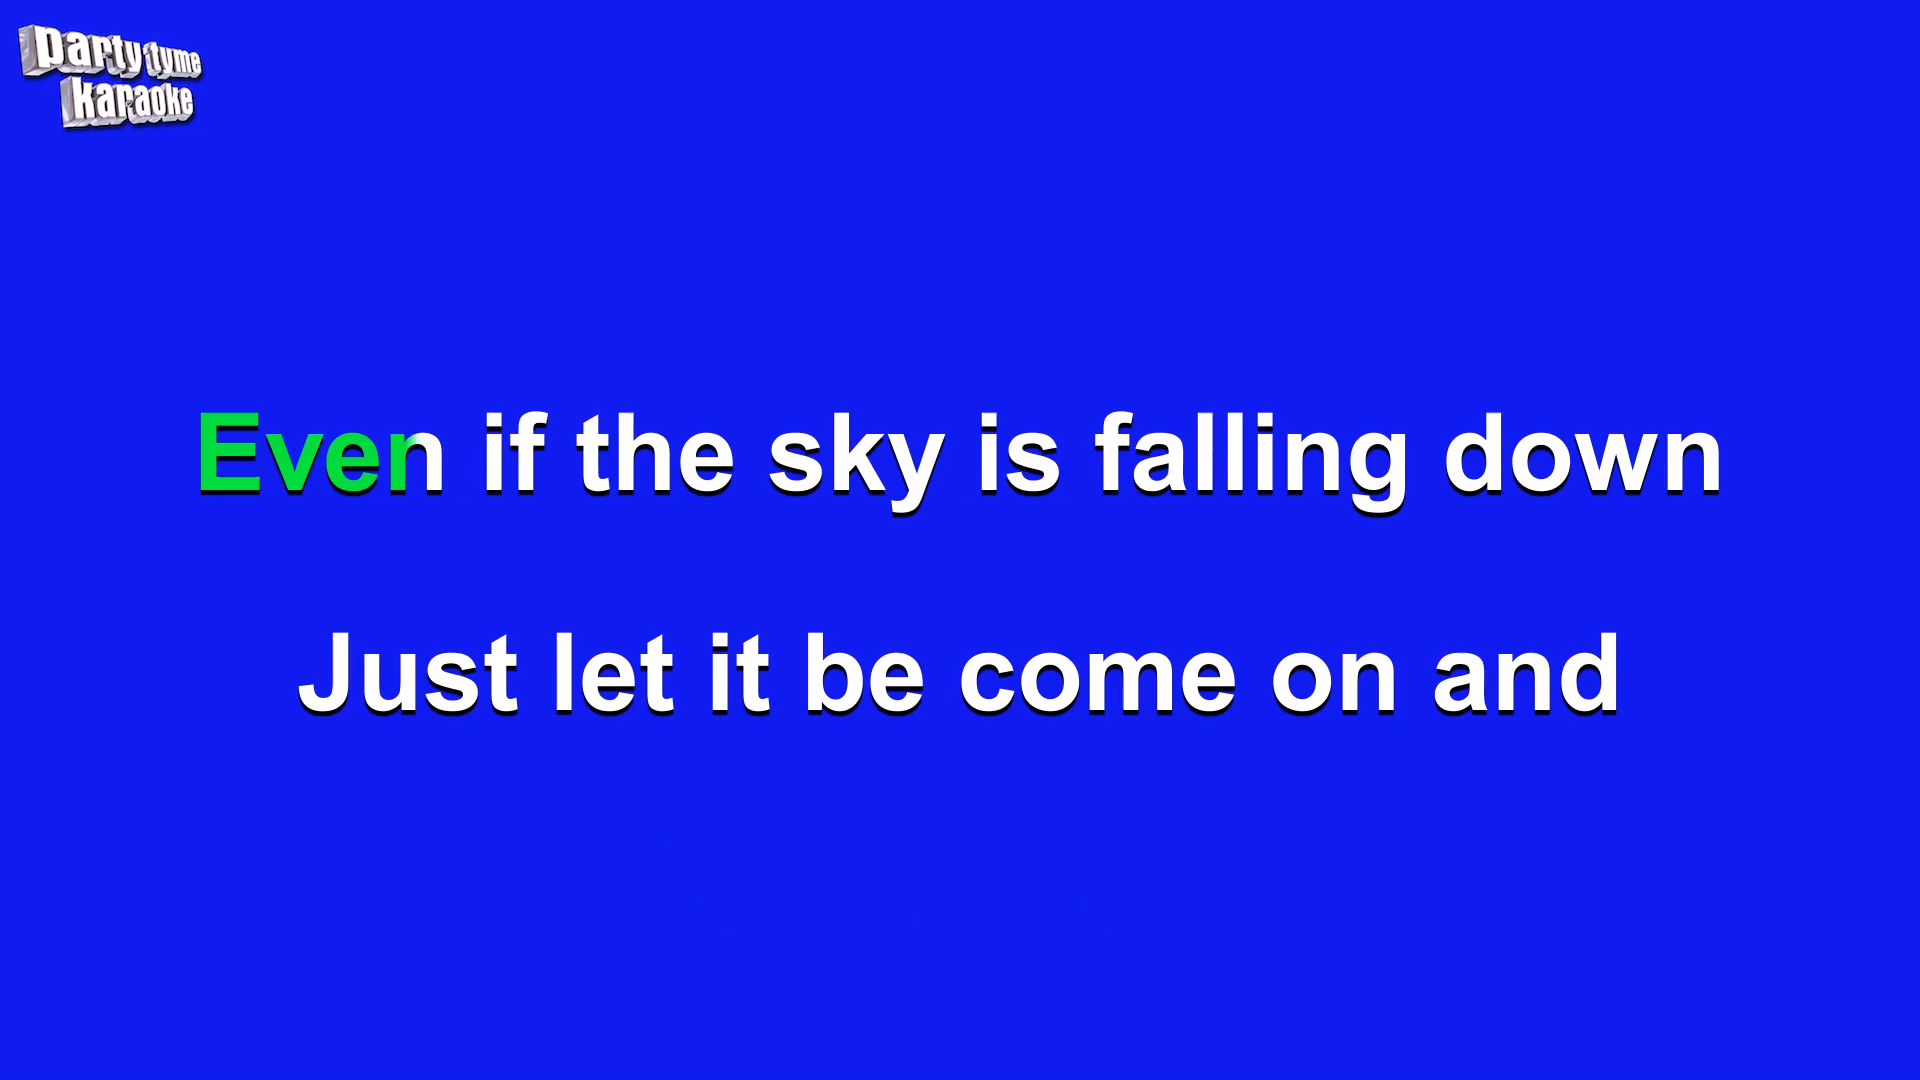 party tyme
karaoke
Even if the sky is falling down
Just let it be come on and